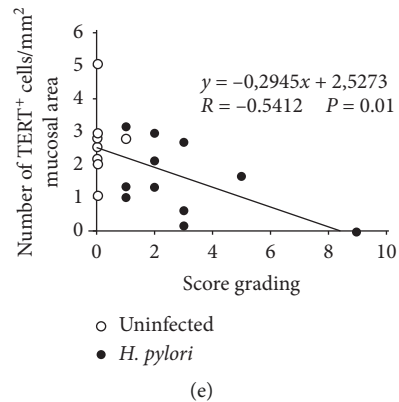 Number of TERT⁺ cells/mm²
mucosal area
6
5
4
3
2
1
0
y = –0,2945x + 2,5273
R = –0.5412 P = 0.01
0 2 4 6 8 10
Score grading
Uninfected
H. pylori
(e)